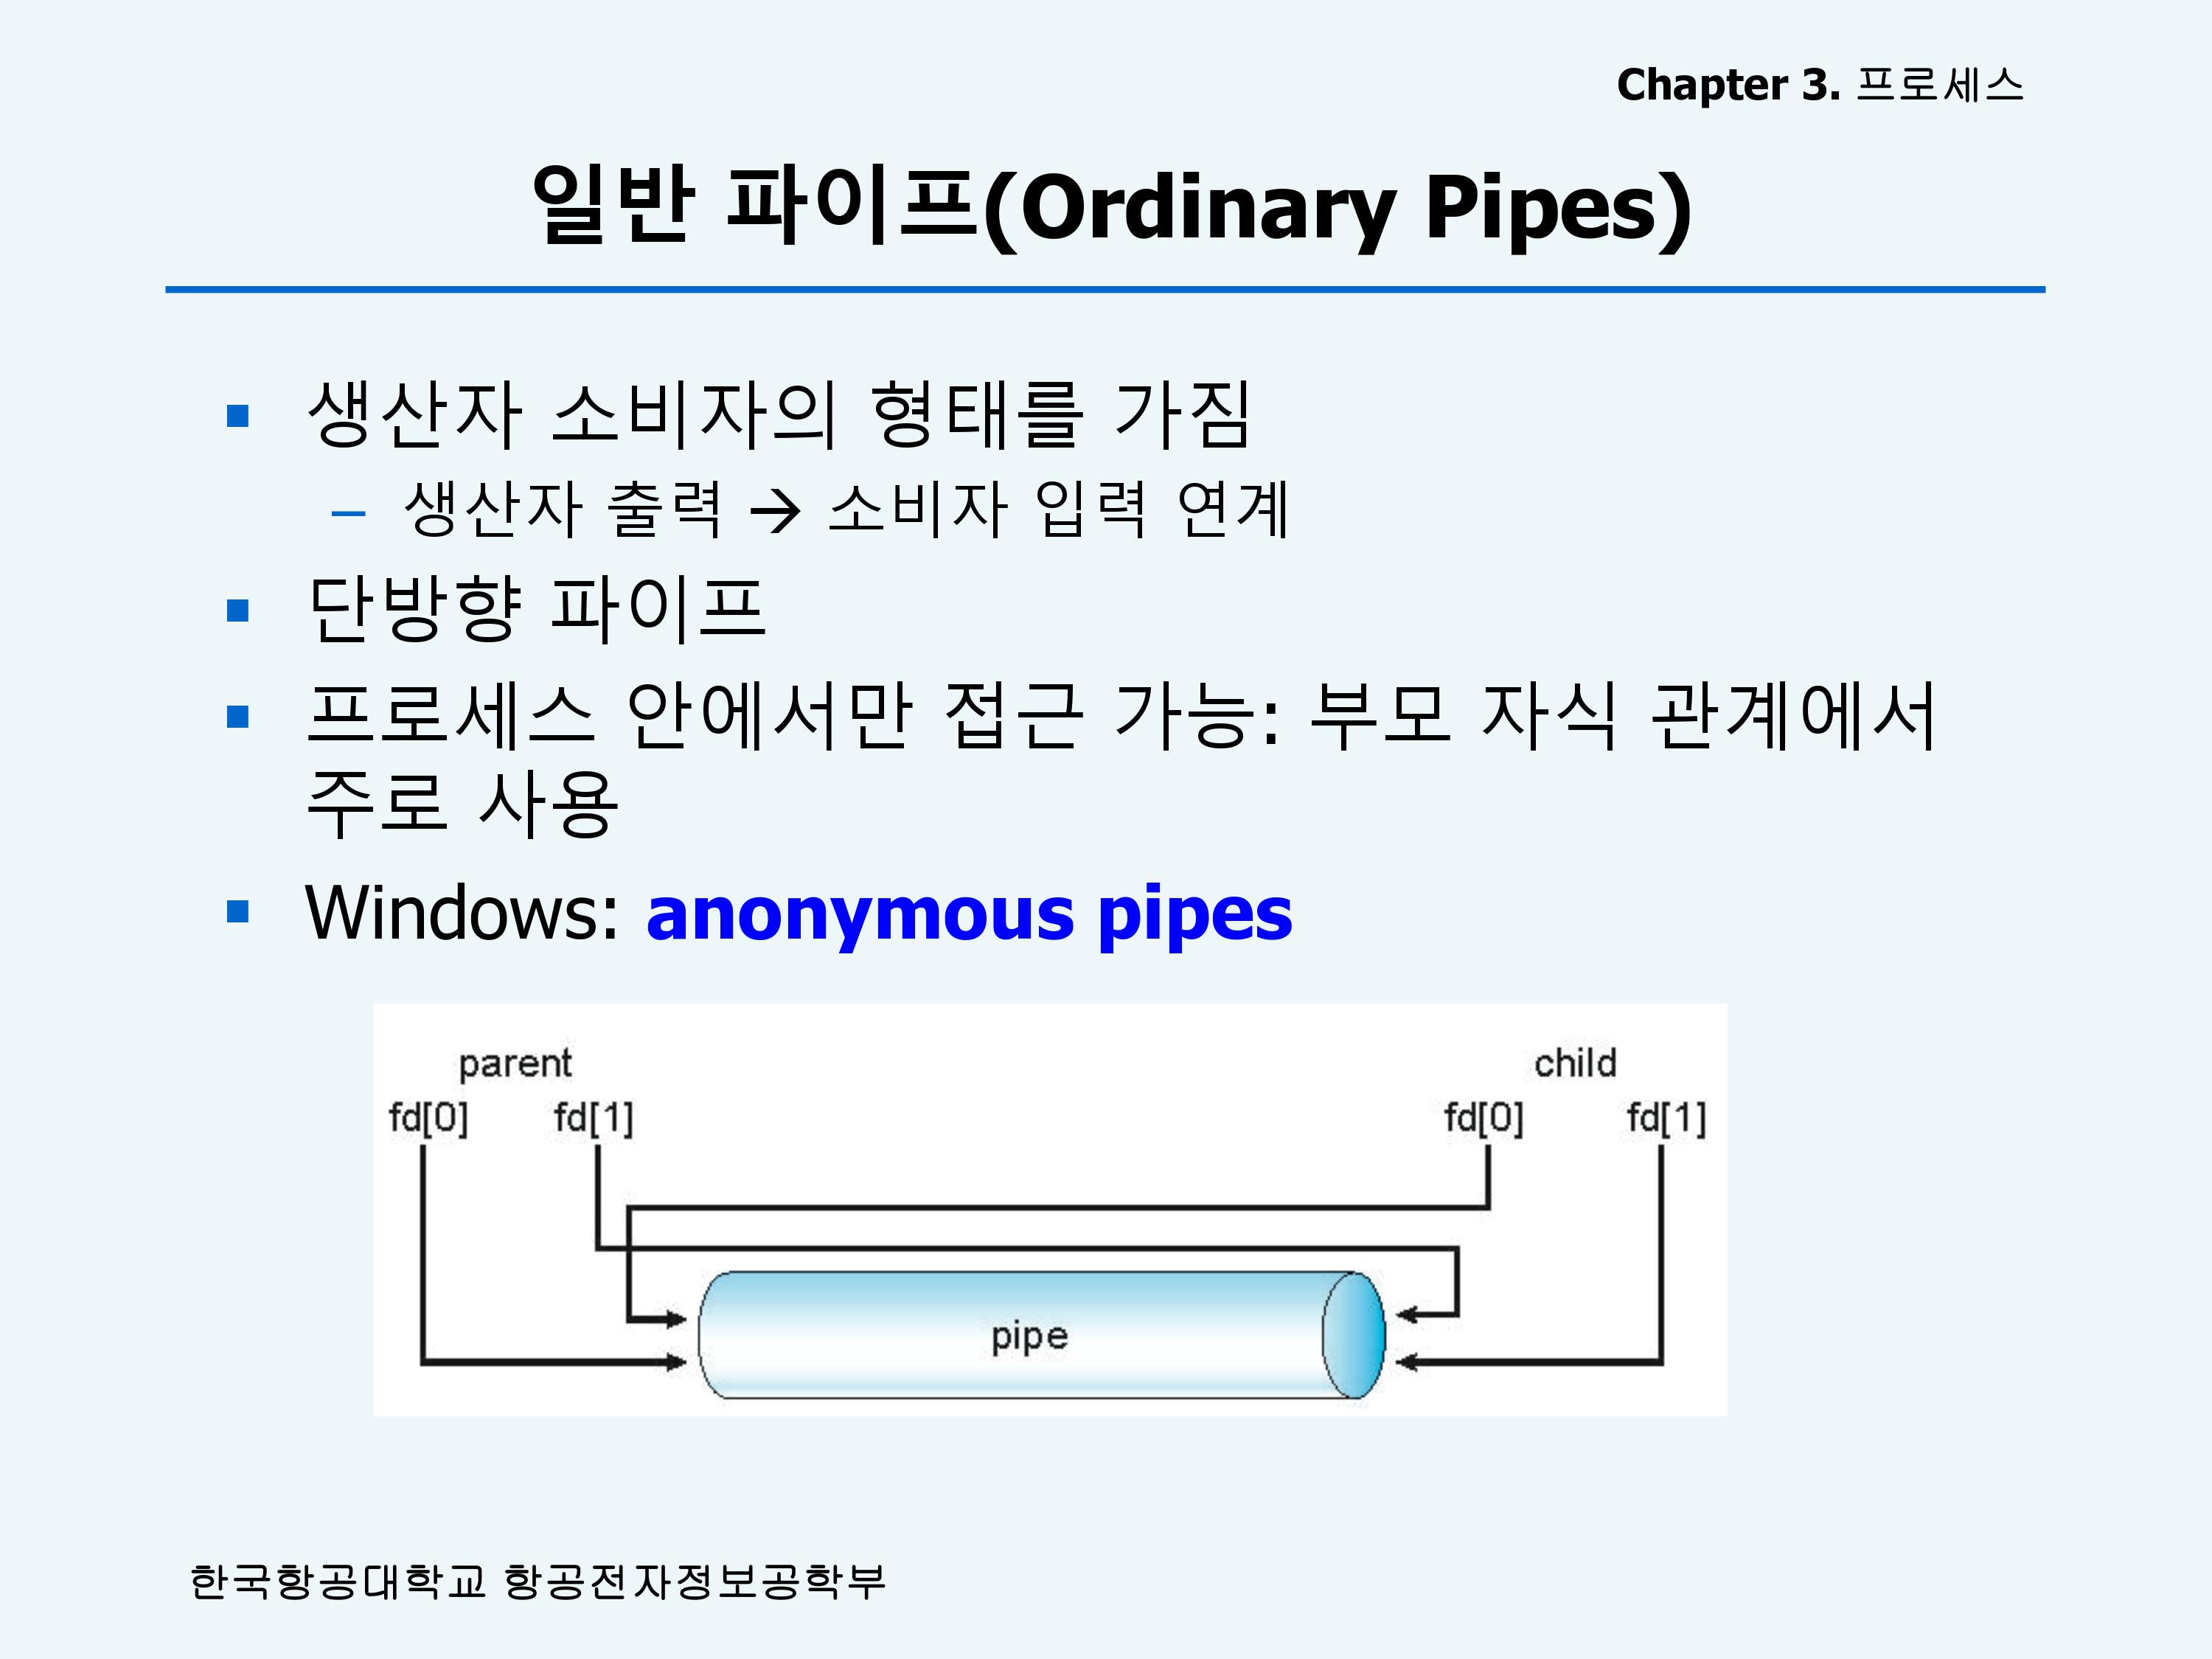 Chapter 3. 프로세스
일반 파이프(Ordinary Pipes)
▪ 생산자 소비자의 형태를 가짐
– 생산자 출력 → 소비자 입력 연계
▪ 단방향 파이프
▪ 프로세스 안에서만 접근 가능: 부모 자식 관계에서
주로 사용
▪ Windows: anonymous pipes
parent child
fd[0] fd[1] fd[0] fd[1]
pipe
한국항공대학교 항공전자정보공학부